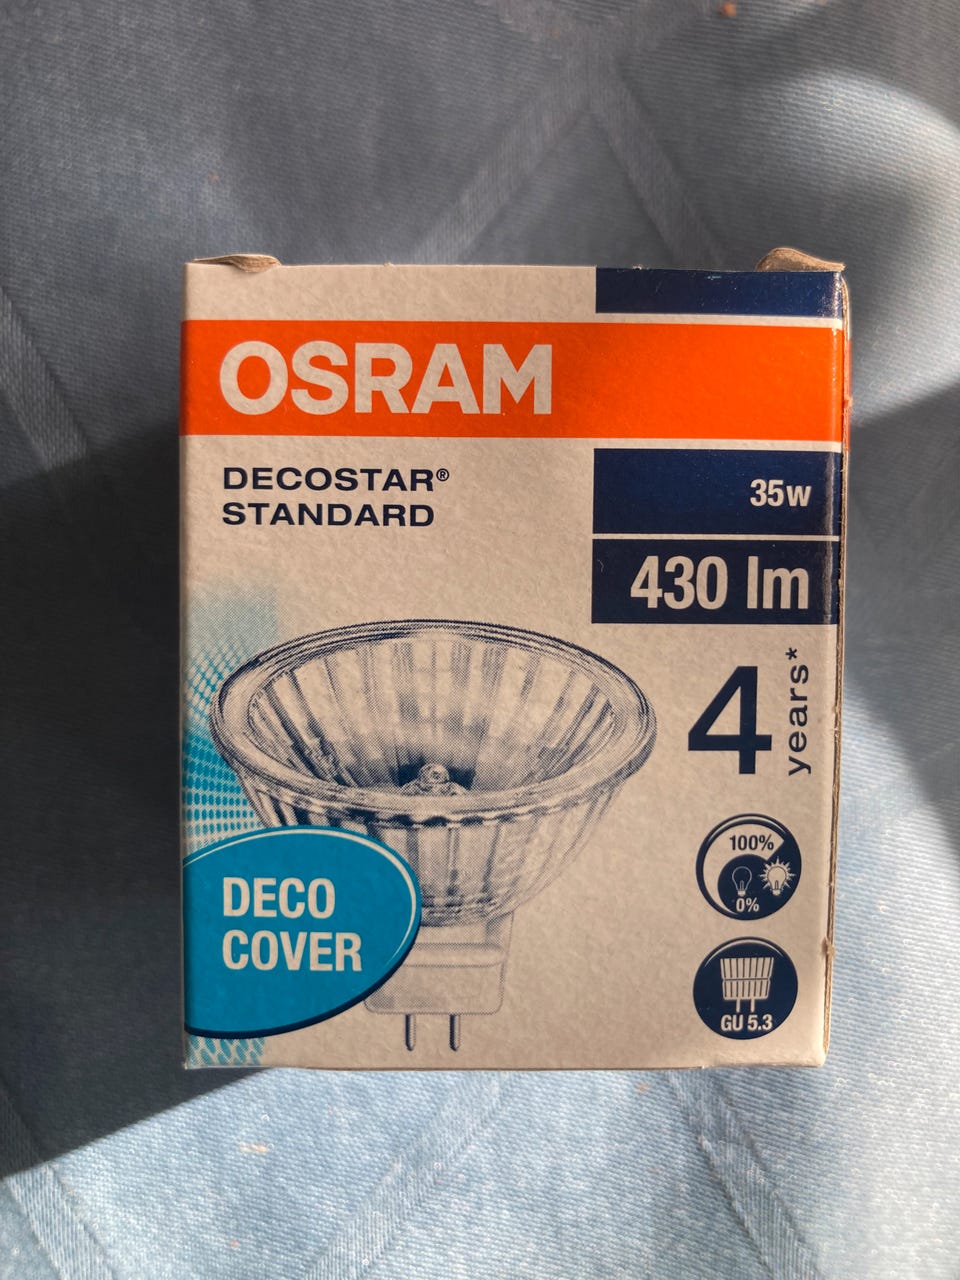 OSRAM
DECOSTAR®
STANDARD
35W
430 lm
4
years*
100%
0%
DECO
COVER
GU 5.3